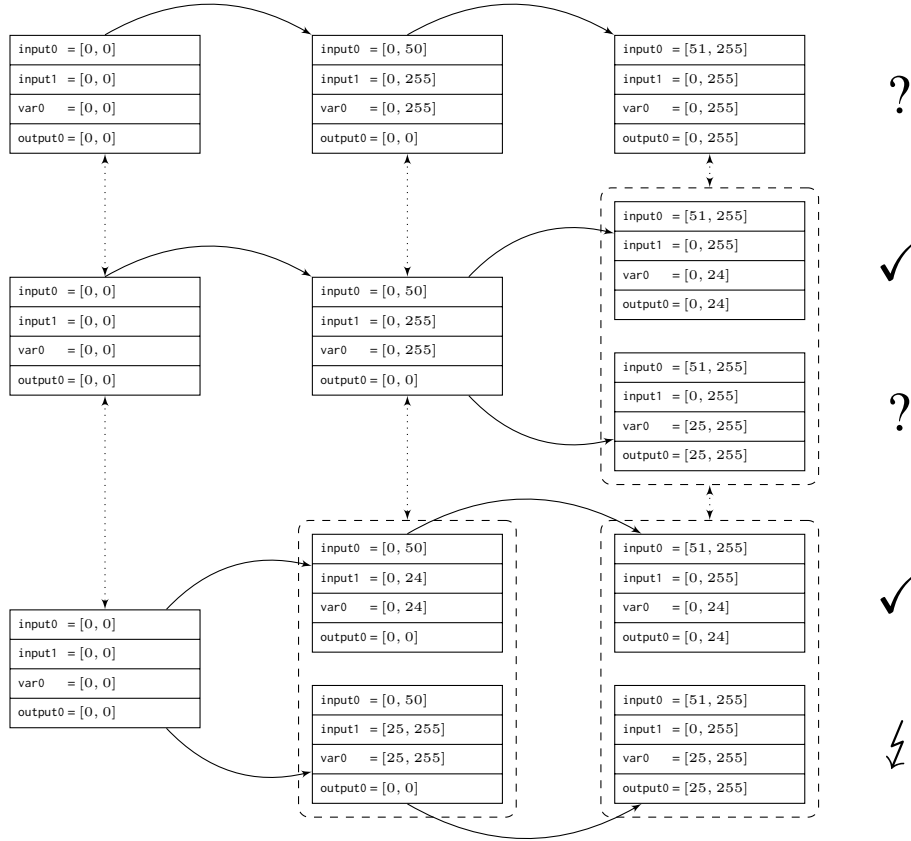 input0 = [0, 0]
input1 = [0, 0]
var0 = [0, 0]
output0 = [0, 0]
input0 = [0, 50]
input1 = [0, 255]
var0 = [0, 255]
output0 = [0, 0]
input0 = [51, 255]
input1 = [0, 255]
var0 = [0, 255]
output0 = [0, 255]
?
input0 = [0, 0]
input1 = [0, 0]
var0 = [0, 0]
output0 = [0, 0]
input0 = [0, 50]
input1 = [0, 255]
var0 = [0, 255]
output0 = [0, 0]
input0 = [51, 255]
input1 = [0, 255]
var0 = [0, 24]
output0 = [0, 24]
✓
input0 = [51, 255]
input1 = [0, 255]
var0 = [25, 255]
output0 = [25, 255]
?
input0 = [0, 0]
input1 = [0, 0]
var0 = [0, 0]
output0 = [0, 0]
input0 = [0, 50]
input1 = [0, 24]
var0 = [0, 24]
output0 = [0, 0]
input0 = [51, 255]
input1 = [0, 255]
var0 = [0, 24]
output0 = [0, 24]
✓
input0 = [0, 50]
input1 = [25, 255]
var0 = [25, 255]
output0 = [0, 0]
input0 = [51, 255]
input1 = [0, 255]
var0 = [25, 255]
output0 = [25, 255]